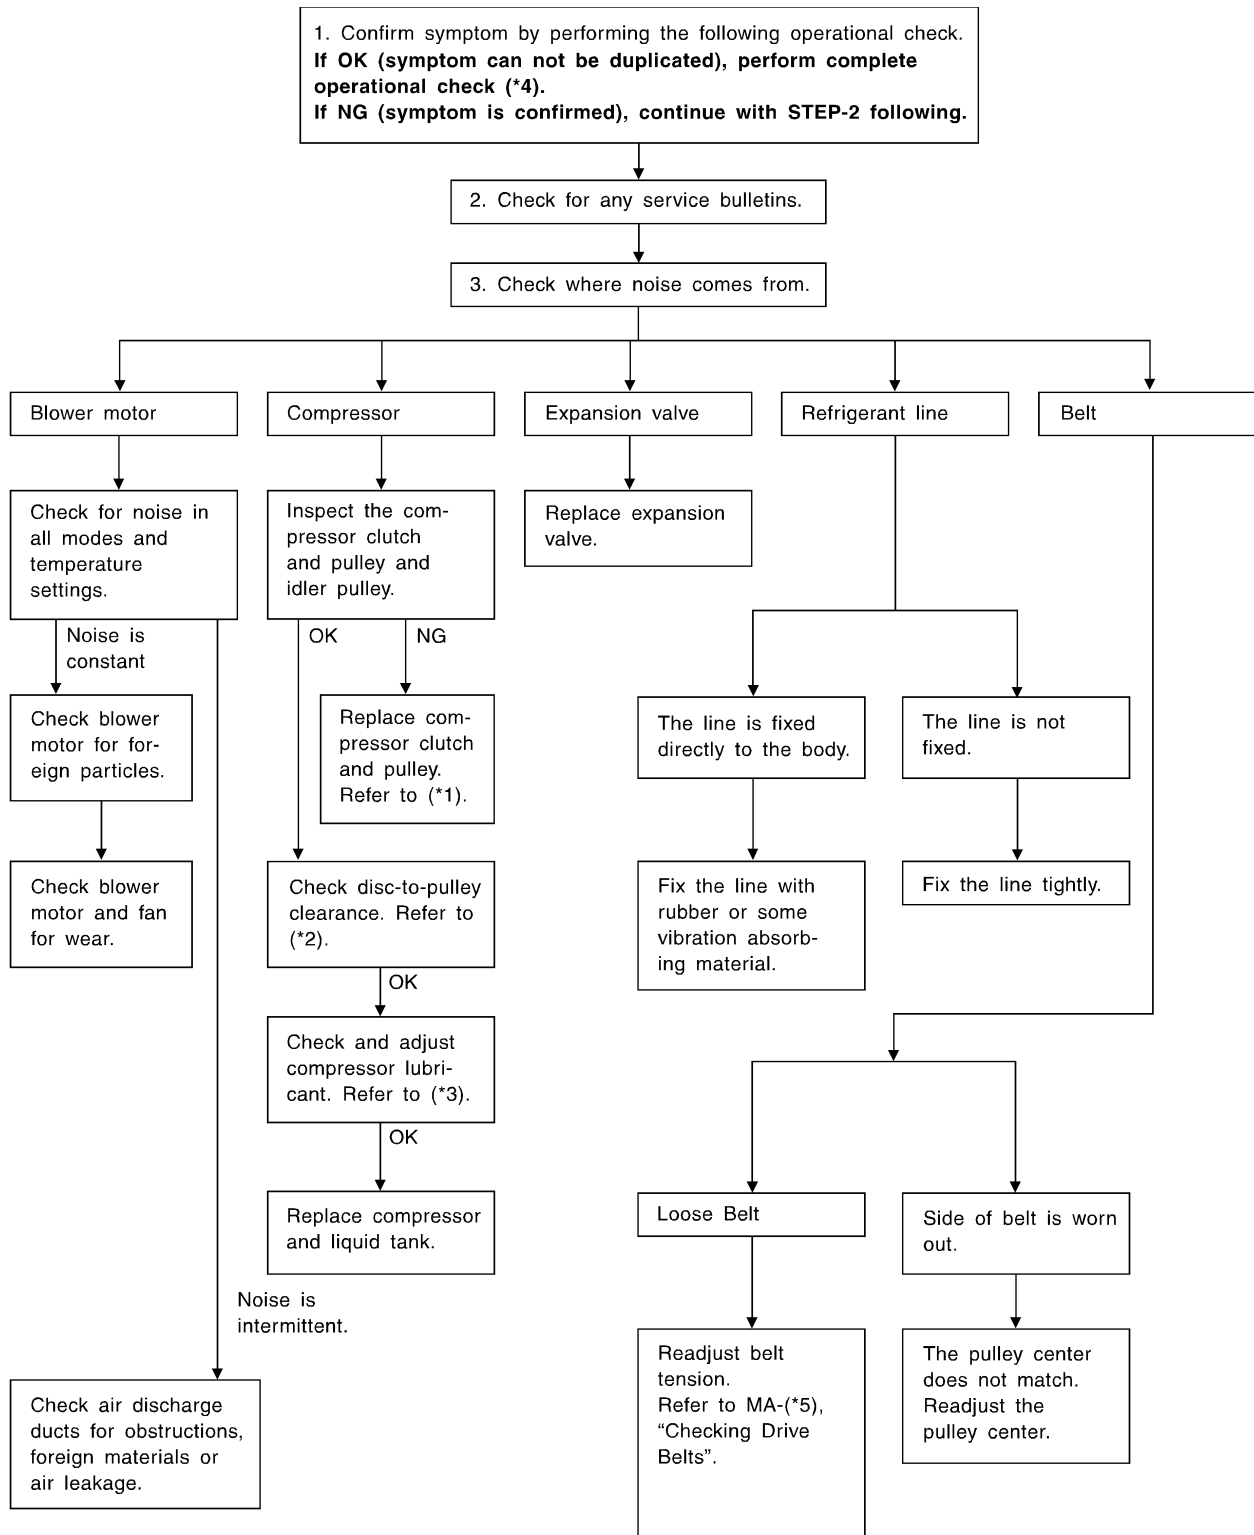 1. Confirm symptom by performing the following operational check.
If OK (symptom can not be duplicated), perform complete
operational check (*4).
If NG (symptom is confirmed), continue with STEP-2 following.
2. Check for any service bulletins.
3. Check where noise comes from.
Blower motor
Compressor
Expansion valve
Refrigerant line
Belt
Check for noise in
all modes and
temperature
settings.
Inspect the com-
pressor clutch
and pulley and
idler pulley.
Replace expansion
valve.
Noise is
constant
OK
NG
Check blower
motor for for-
eign particles.
Replace com-
pressor clutch
and pulley.
Refer to (*1).
The line is fixed
directly to the body.
The line is not
fixed.
Check blower
motor and fan
for wear.
Check disc-to-pulley
clearance. Refer to
(*2).
Fix the line with
rubber or some
vibration absorb-
ing material.
Fix the line tightly.
OK
Check and adjust
compressor lubri-
cant. Refer to (*3).
OK
Replace compressor
and liquid tank.
Loose Belt
Side of belt is worn
out.
Noise is
intermittent.
Check air discharge
ducts for obstructions,
foreign materials or
air leakage.
Readjust belt
tension.
Refer to MA-(*5),
“Checking Drive
Belts”.
The pulley center
does not match.
Readjust the
pulley center.